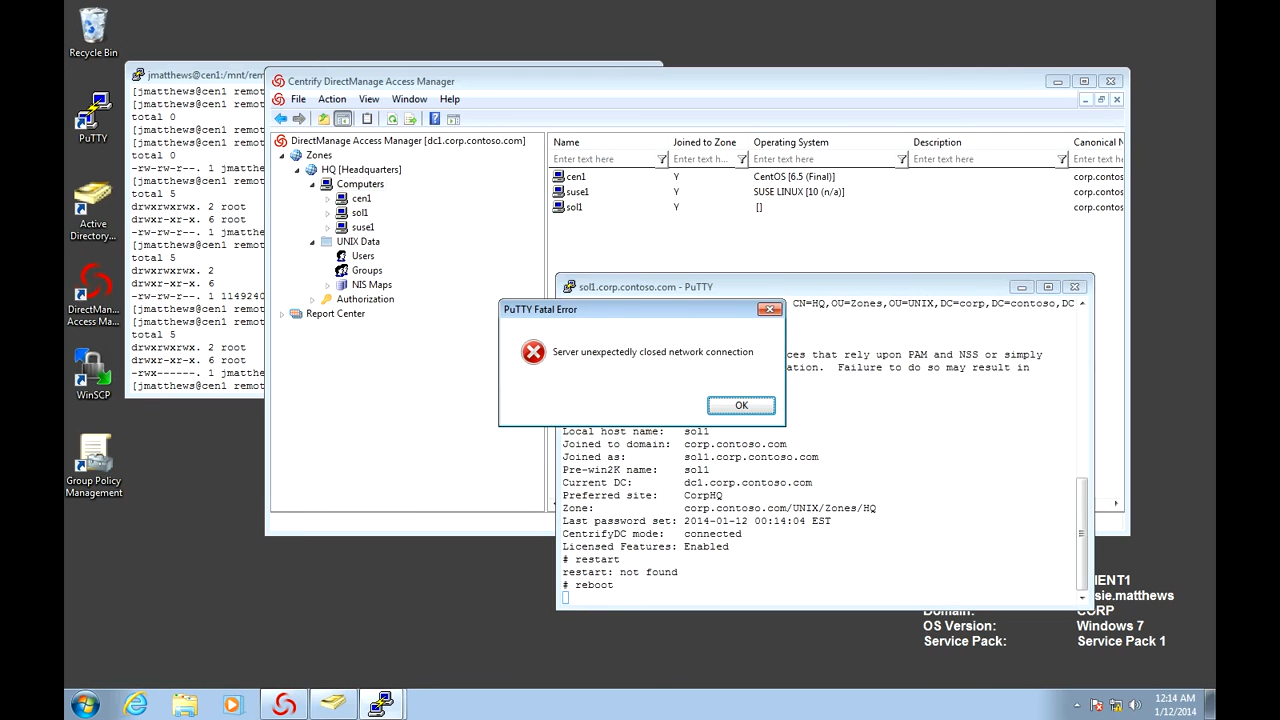 Recycle Bin
PuTTY
Active
Directory...
DirectMan...
Access Ma...
WinSCP
Group Policy
Management
jmatthews@cen1:/mnt/rem
[jmatthews@cen1 remot
[jmatthews@cen1 remot
total 0
[jmatthews@cen1 remot
[jmatthews@cen1 remot
total 0
-rw-rw-r--. 1 jmatthe
[jmatthews@cen1 remot
total 5
drwxrwxrwx. 2 root
drwxr-xr-x. 6 root
-rw-rw-r--. 1 jmatthe
[jmatthews@cen1 remot
total 5
drwxrwxrwx. 2
drwxr-xr-x. 6
-rw-rw-r--. 1 1149240
[jmatthews@cen1 remot
total 5
drwxrwxrwx. 2 root
drwxr-xr-x. 6 root
-rwx------. 1 jmatthe
[jmatthews@cen1 remot
Centrify DirectManage Access Manager
File Action View Window Help
DirectManage Access Manager [dc1.corp.contoso.com]
Zones
HQ [Headquarters]
Computers
cen1
sol1
suse1
UNIX Data
Users
Groups
NIS Maps
Authorization
Report Center
Name Joined to Zone Operating System Description Canonical N
Enter text here Enter text h... Enter text here Enter text here Enter text here
cen1 Y CentOS [6.5 (Final)] corp.contos
suse1 Y SUSE LINUX [10 (n/a)] corp.contos
sol1 Y [] corp.contos
sol1.corp.contoso.com - PuTTY
CN=HQ,OU=Zones,OU=UNIX,DC=corp,DC=contoso,DC
ces that rely upon PAM and NSS or simply
ation. Failure to do so may result in
PuTTY Fatal Error
Server unexpectedly closed network connection
OK
Local host name: sol1
Joined to domain: corp.contoso.com
Joined as: sol1.corp.contoso.com
Pre-win2K name: sol1
Current DC: dc1.corp.contoso.com
Preferred site: CorpHQ
Zone: corp.contoso.com/UNIX/Zones/HQ
Last password set: 2014-01-12 00:14:04 EST
CentrifyDC mode: connected
Licensed Features: Enabled
# restart
restart: not found
# reboot
IENT1
sie.matthews
Domain: CORP
OS Version: Windows 7
Service Pack: Service Pack 1
12:14 AM
1/12/2014